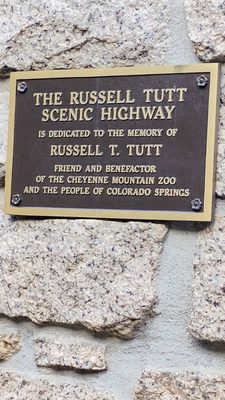 THE RUSSELL TUTT
SCENIC HIGHWAY
IS DEDICATED TO THE MEMORY OF
RUSSELL T. TUTT
FRIEND AND BENEFACTOR
OF THE CHEYENNE MOUNTAIN ZOO
AND THE PEOPLE OF COLORADO SPRINGS